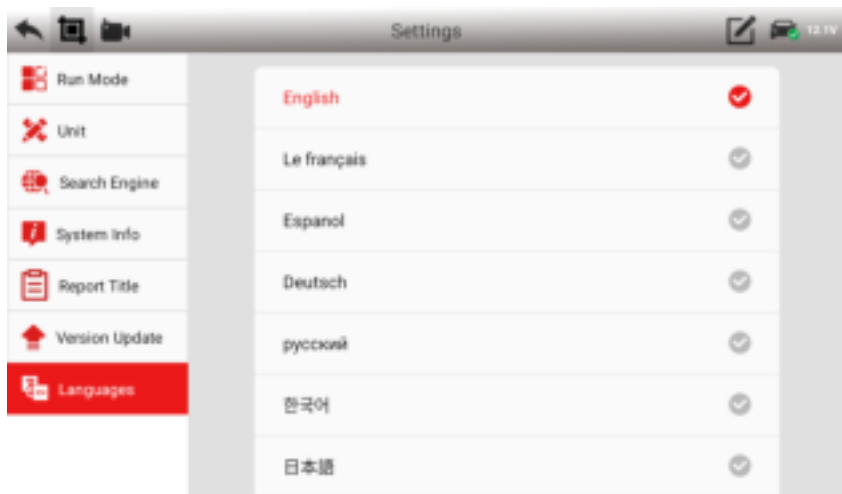 Settings
12.1V
Run Mode
Unit
Search Engine
System Info
Report Title
Version Update
Languages
English
Le français
Espanol
Deutsch
русский
한국어
日本語